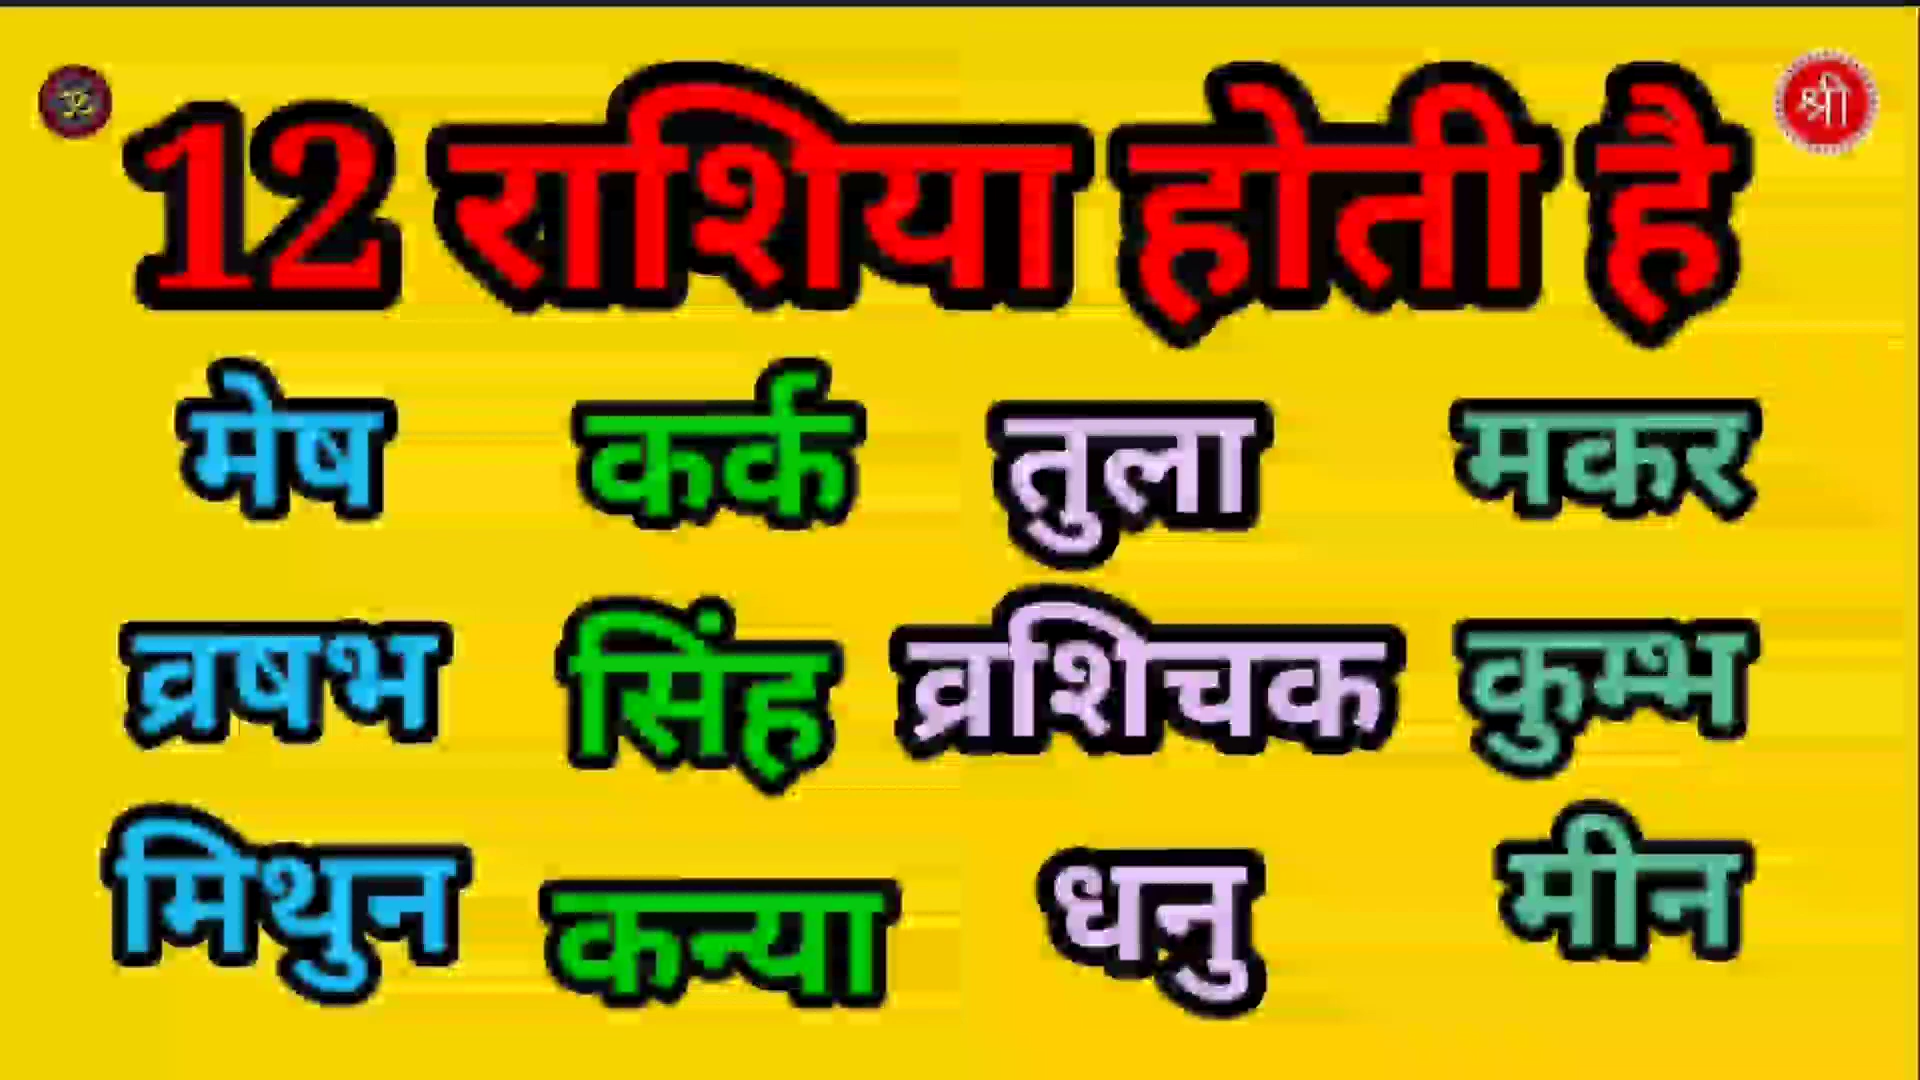 ॐ
श्री
12 राशिया होती है
मेष कर्क तुला मकर
व्रषभ सिंह व्रशिचक कुम्भ
मिथुन कन्या धनु मीन